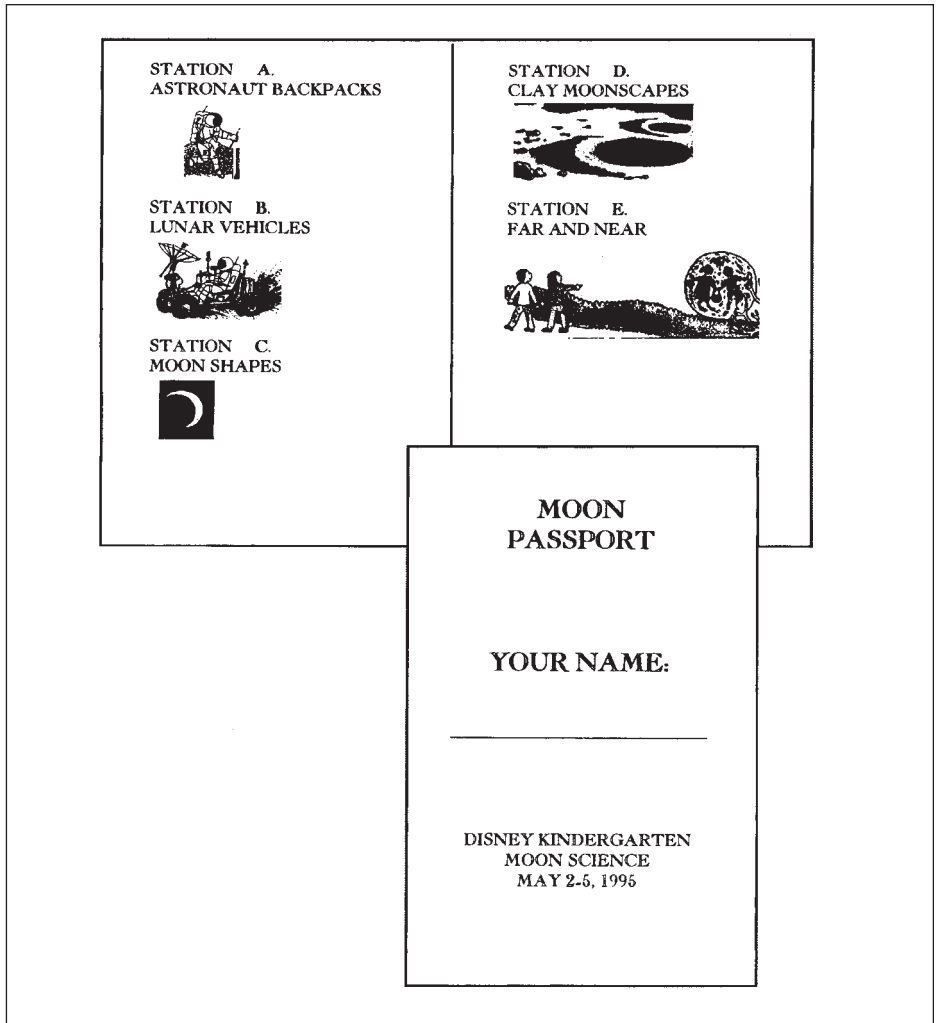 STATION A.
ASTRONAUT BACKPACKS
STATION B.
LUNAR VEHICLES
STATION C.
MOON SHAPES
STATION D.
CLAY MOONSCAPES
STATION E.
FAR AND NEAR
MOON
PASSPORT
YOUR NAME:
DISNEY KINDERGARTEN
MOON SCIENCE
MAY 2-5, 1995